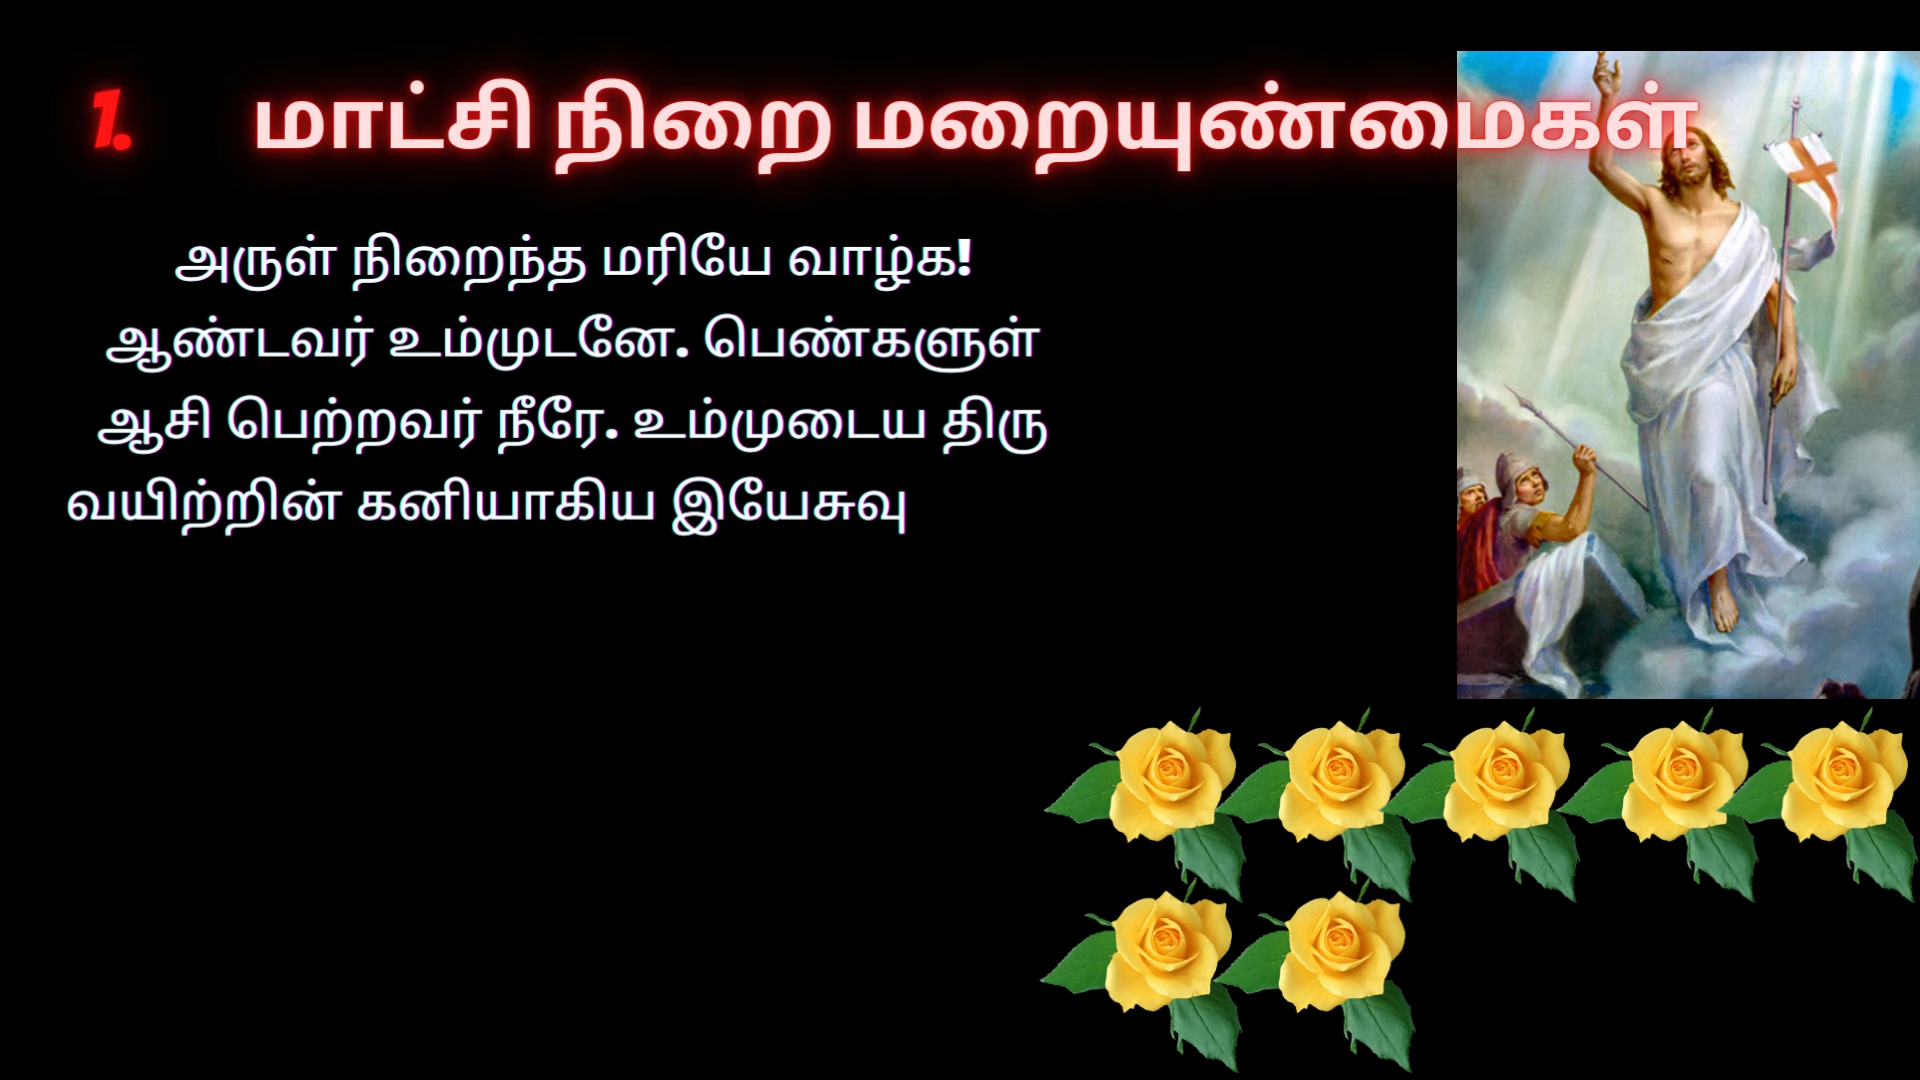 1. மாட்சி நிறை மறையுண்மைகள்
அருள் நிறைந்த மரியே வாழ்க!
ஆண்டவர் உம்முடனே. பெண்களுள்
ஆசி பெற்றவர் நீரே. உம்முடைய திரு
வயிற்றின் கனியாகிய இயேசுவு